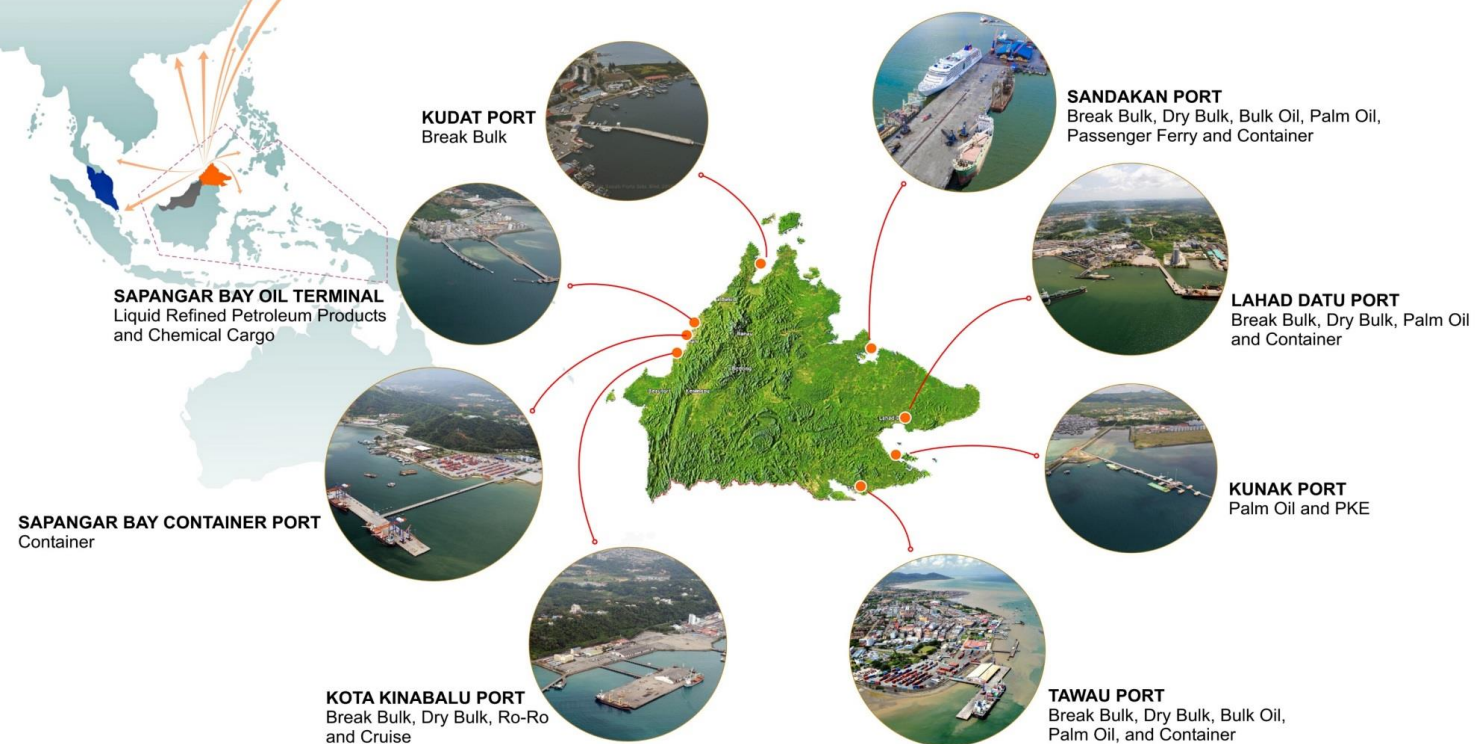 KUDAT PORT
Break Bulk
SANDAKAN PORT
Break Bulk, Dry Bulk, Bulk Oil, Palm Oil,
Passenger Ferry and Container
SAPANGAR BAY OIL TERMINAL
Liquid Refined Petroleum Products
and Chemical Cargo
LAHAD DATU PORT
Break Bulk, Dry Bulk, Palm Oil
and Container
SAPANGAR BAY CONTAINER PORT
Container
KUNAK PORT
Palm Oil and PKE
KOTA KINABALU PORT
Break Bulk, Dry Bulk, Ro-Ro
and Cruise
TAWAU PORT
Break Bulk, Dry Bulk, Bulk Oil,
Palm Oil, and Container